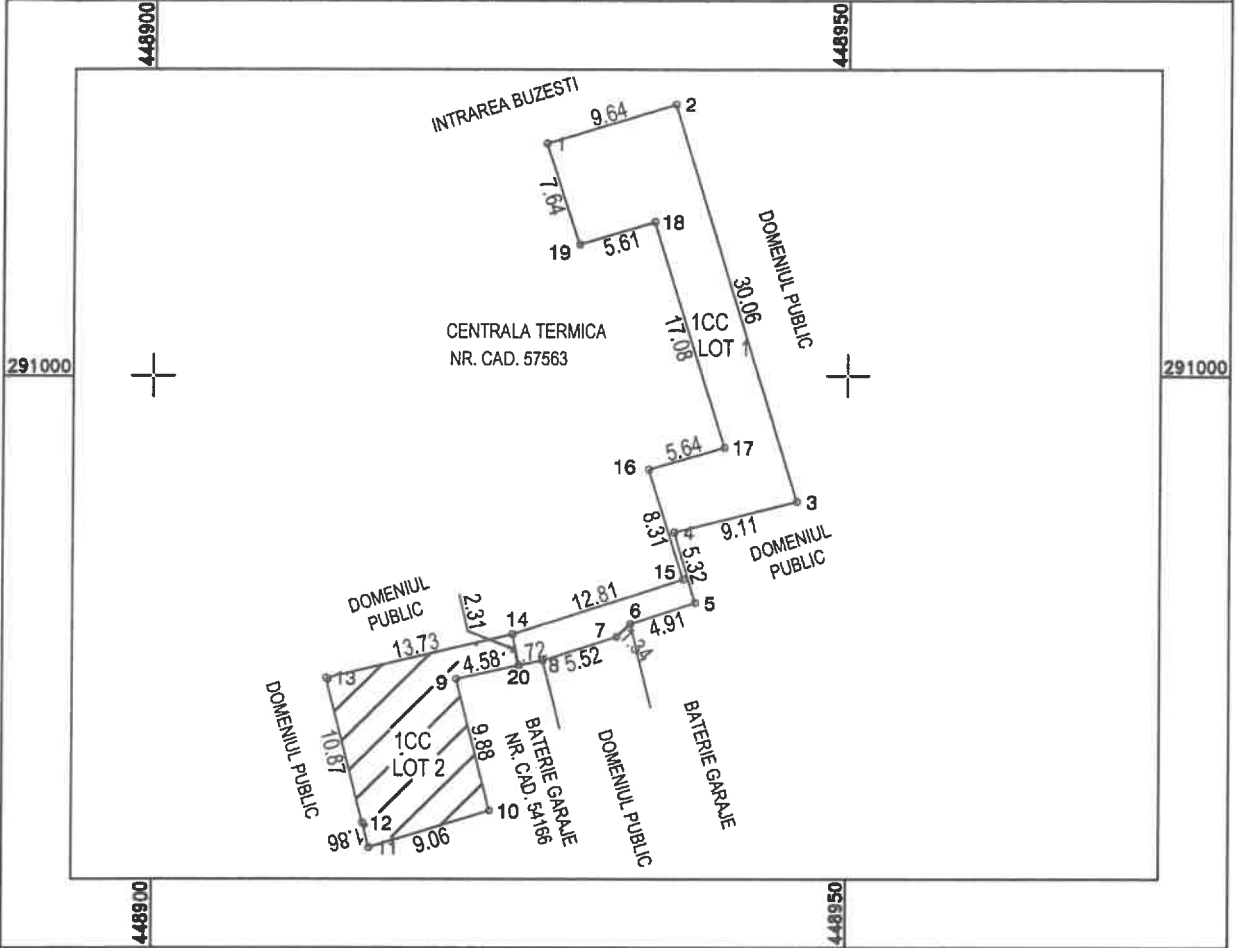 448900
448950
INTRAREA BUZESTI
9.64
2
1
7.64
18
19
5.61
DOMENIUL PUBLIC
30.06
1CC
LOT 1
17.08
CENTRALA TERMICA
NR. CAD. 57563
291000
291000
5.64
17
16
3
8.31
4
9.11
DOMENIUL
PUBLIC
5.32
15
12.81
5
DOMENIUL
PUBLIC
2.31
14
6
4.91
7
13.73
4.58
.72
8
5.52
20
9
13
DOMENIUL PUBLIC
10.87
1CC
LOT 2
9.88
BATERIE GARAJE
NR. CAD. 54166
DOMENIUL PUBLIC
BATERIE GARAJE
10
12
1.86
11
9.06
448900
448950